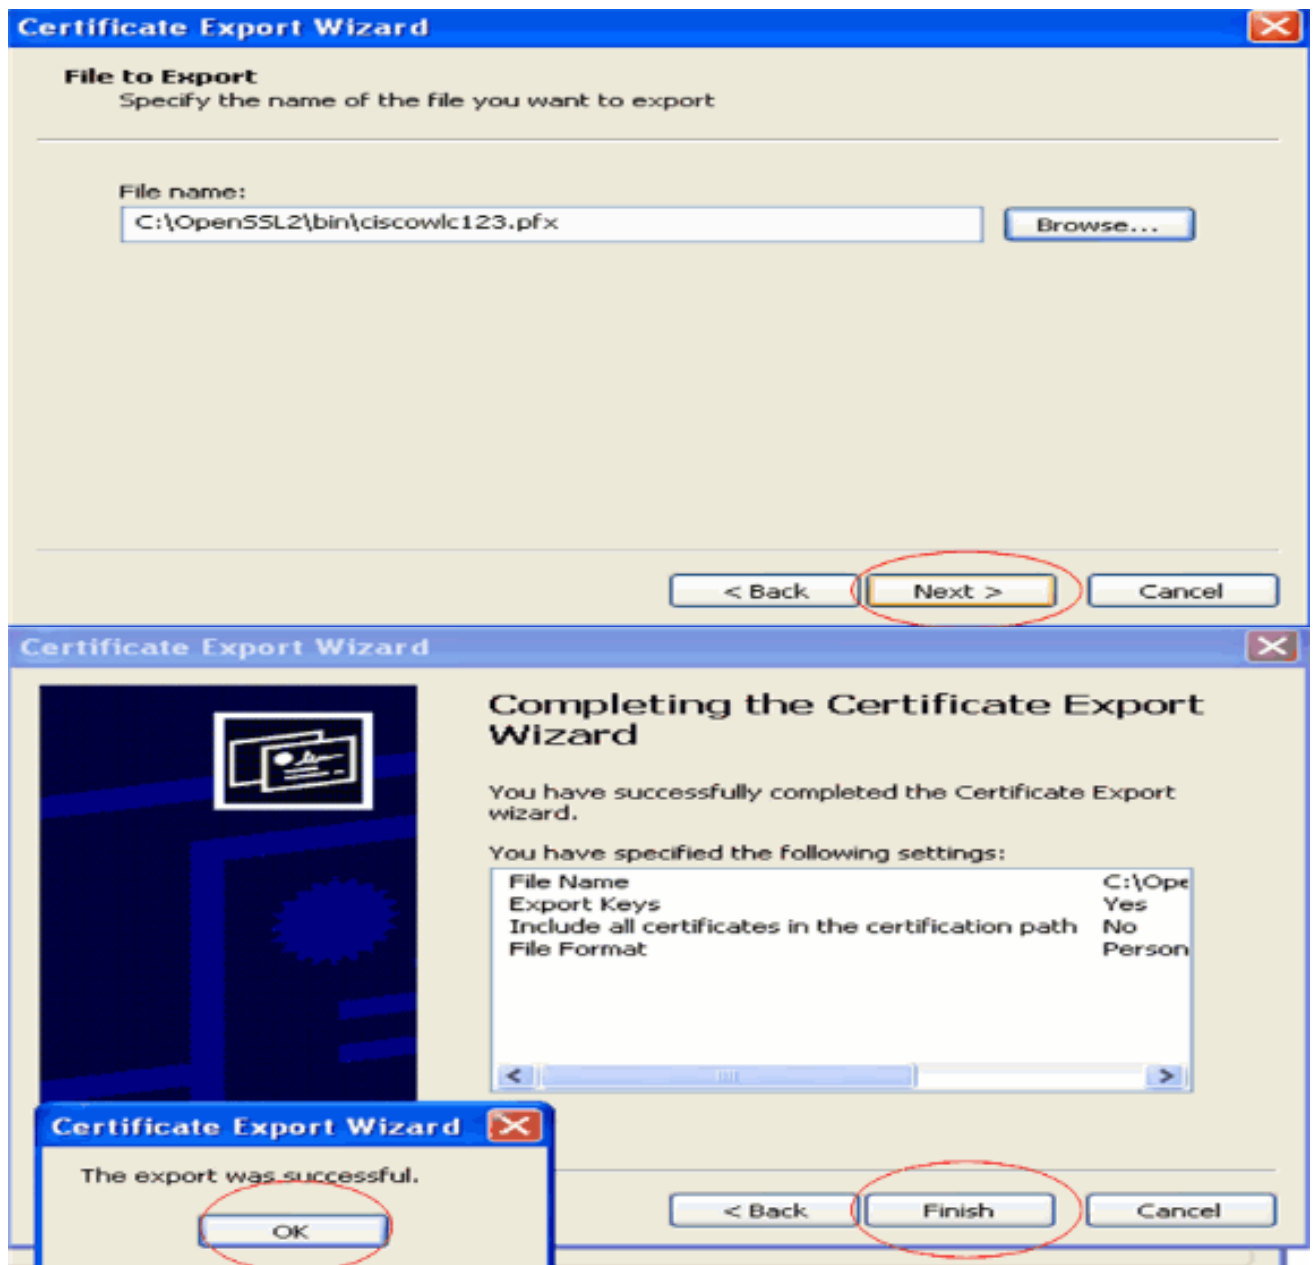 Certificate Export Wizard
File to Export
Specify the name of the file you want to export
File name:
C:\OpenSSL2\bin\ciscowlc123.pfx
Browse...
< Back
Next >
Cancel
Certificate Export Wizard
Completing the Certificate Export
Wizard
You have successfully completed the Certificate Export
wizard.
You have specified the following settings:
File Name C:\Ope
Export Keys Yes
Include all certificates in the certification path No
File Format Person
Certificate Export Wizard
The export was successful.
OK
< Back
Finish
Cancel